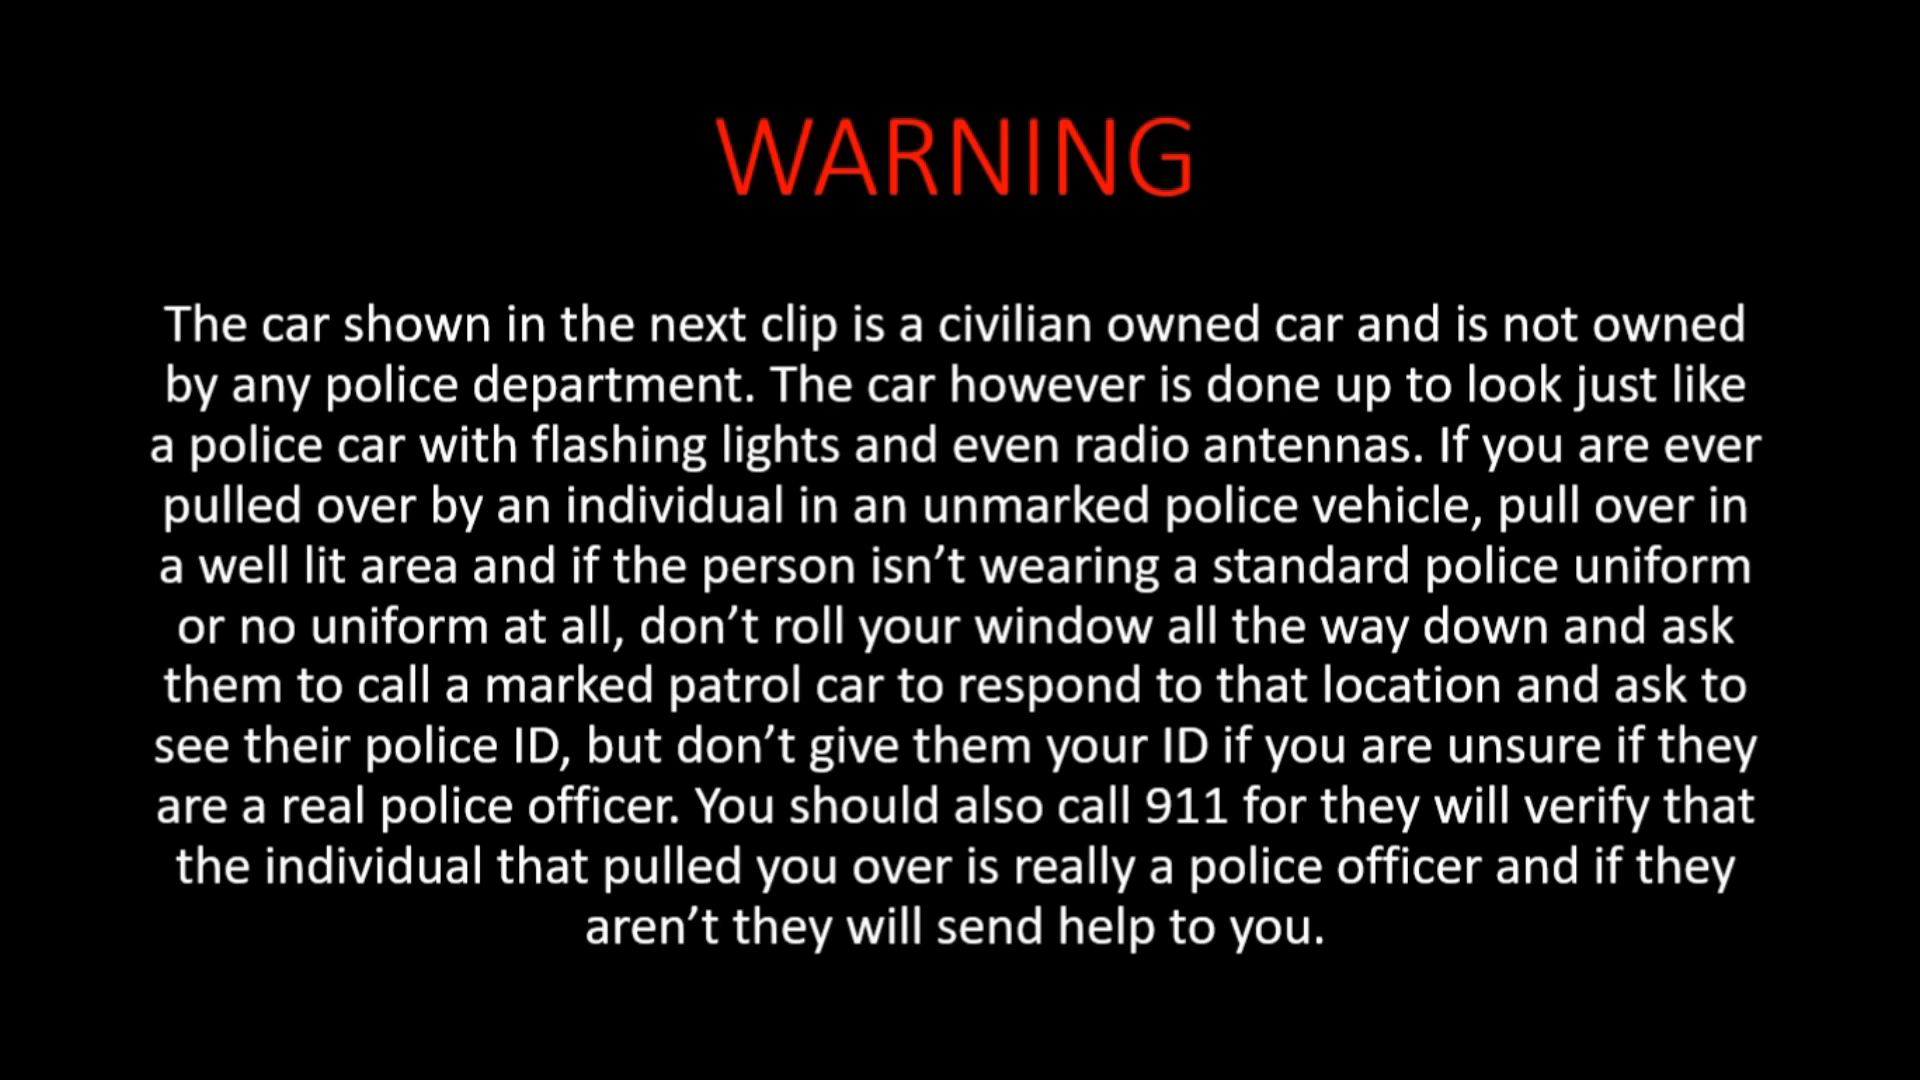 WARNING
The car shown in the next clip is a civilian owned car and is not owned
by any police department. The car however is done up to look just like
a police car with flashing lights and even radio antennas. If you are ever
pulled over by an individual in an unmarked police vehicle, pull over in
a well lit area and if the person isn’t wearing a standard police uniform
or no uniform at all, don’t roll your window all the way down and ask
them to call a marked patrol car to respond to that location and ask to
see their police ID, but don’t give them your ID if you are unsure if they
are a real police officer. You should also call 911 for they will verify that
the individual that pulled you over is really a police officer and if they
aren’t they will send help to you.